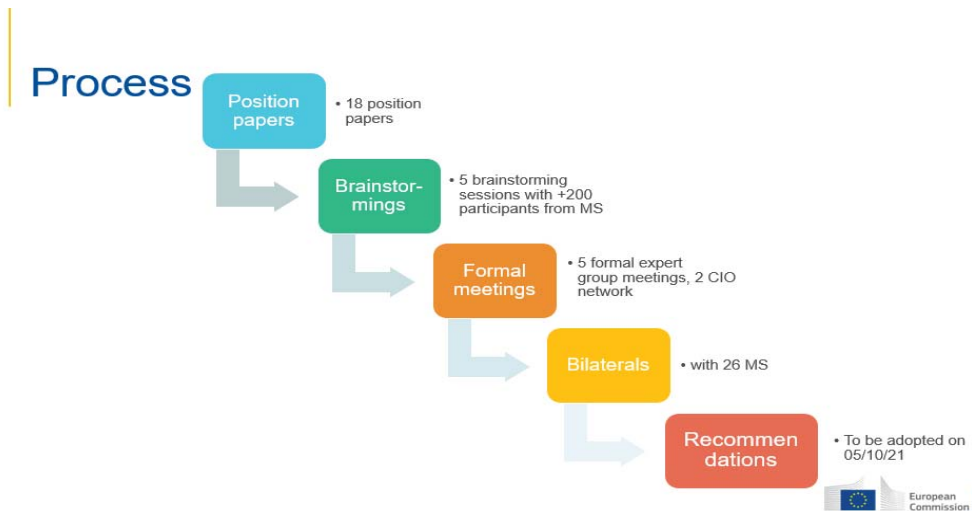 Process
Position
papers
• 18 position
papers
Brainstor-
mings
• 5 brainstorming
sessions with +200
participants from MS
Formal
meetings
• 5 formal expert
group meetings, 2 CIO
network
Bilaterals
• with 26 MS
Recommen
dations
• To be adopted on
05/10/21
European
Commission